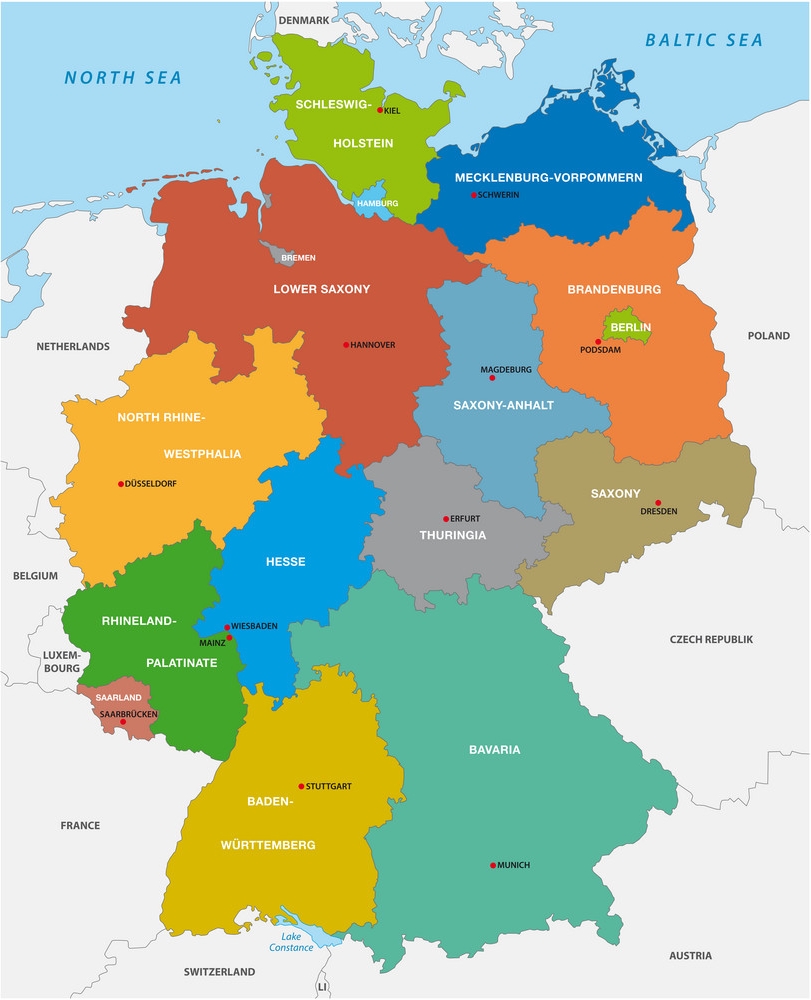 DENMARK
BALTIC SEA
NORTH SEA
SCHLESWIG-
KIEL
HOLSTEIN
MECKLENBURG-VORPOMMERN
SCHWERIN
HAMBURG
BREMEN
LOWER SAXONY
BRANDENBURG
BERLIN
NETHERLANDS
HANNOVER
PODSDAM
POLAND
MAGDEBURG
SAXONY-ANHALT
NORTH RHINE-
WESTPHALIA
DÜSSELDORF
SAXONY
DRESDEN
ERFURT
THURINGIA
HESSE
BELGIUM
RHINELAND-
WIESBADEN
MAINZ
CZECH REPUBLIK
LUXEM-
BOURG
PALATINATE
SAARLAND
SAARBRÜCKEN
BAVARIA
STUTTGART
BADEN-
FRANCE
WÜRTTEMBERG
MUNICH
Lake
Constance
AUSTRIA
SWITZERLAND
LI